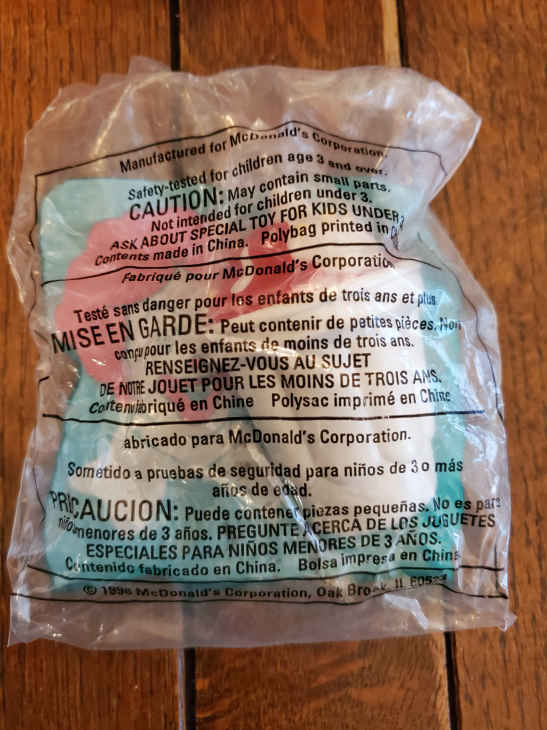 Manufactured for McDonald's Corporation.
Safety-tested for children age 3 and over.
CAUTION: May contain small parts.
Not intended for children under 3.
ASK ABOUT SPECIAL TOY FOR KIDS UNDER 3
Contents made in China. Polybag printed in
Fabriqué pour McDonald's Corporation
Testé sans danger pour les enfants de trois ans et plus
MISE EN GARDE: Peut contenir de petites pièces. Non
conçu pour les enfants de moins de trois ans.
RENSEIGNEZ-VOUS AU SUJET
DE NOTRE JOUET POUR LES MOINS DE TROIS ANS.
Contenu fabriqué en Chine Polysac imprimé en Chine
abricado para McDonald's Corporation.
Sometido a pruebas de seguridad para niños de 3 o más
años de edad.
PRECAUCION: Puede contener piezas pequeñas. No es para
niños menores de 3 años. PREGUNTE ACERCA DE LOS JUGUETES
ESPECIALES PARA NIÑOS MENORES DE 3 AÑOS.
Contenido fabricado en China. Bolsa impresa en China
© 1996 McDonald's Corporation, Oak Brook, IL 60523